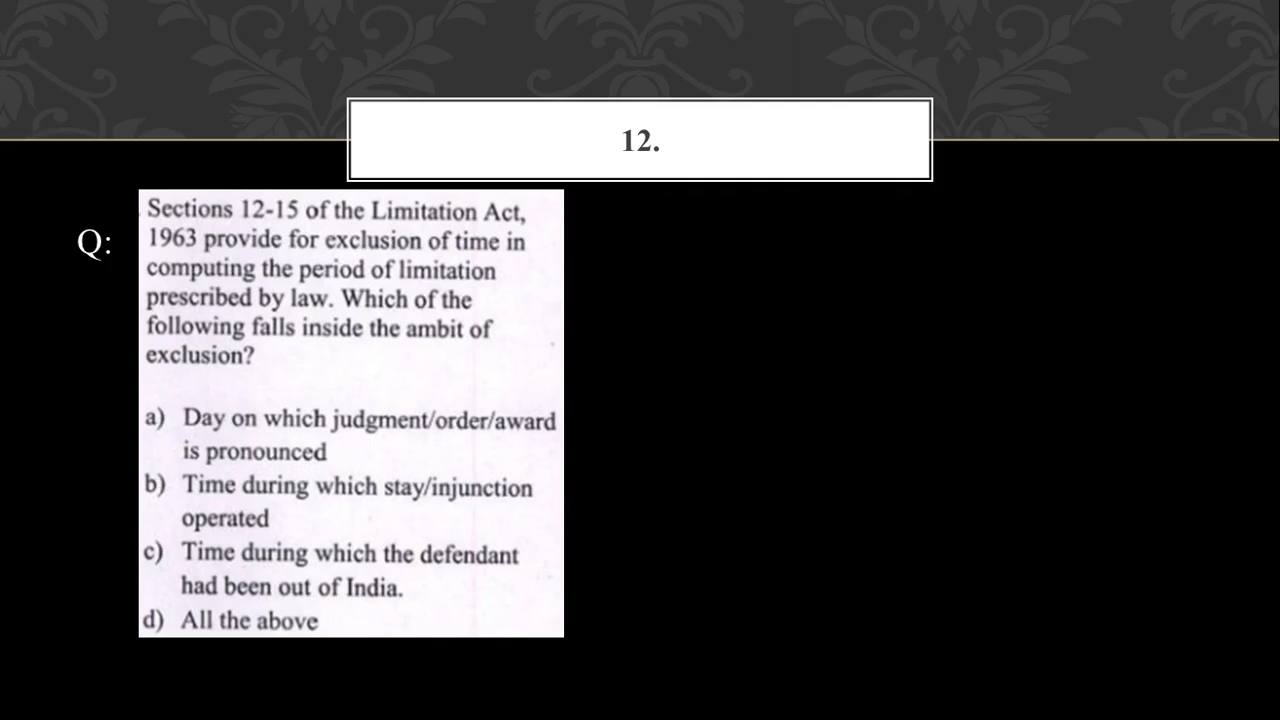 12.
Q:
Sections 12-15 of the Limitation Act,
1963 provide for exclusion of time in
computing the period of limitation
prescribed by law. Which of the
following falls inside the ambit of
exclusion?
a) Day on which judgment/order/award
is pronounced
b) Time during which stay/injunction
operated
c) Time during which the defendant
had been out of India.
d) All the above